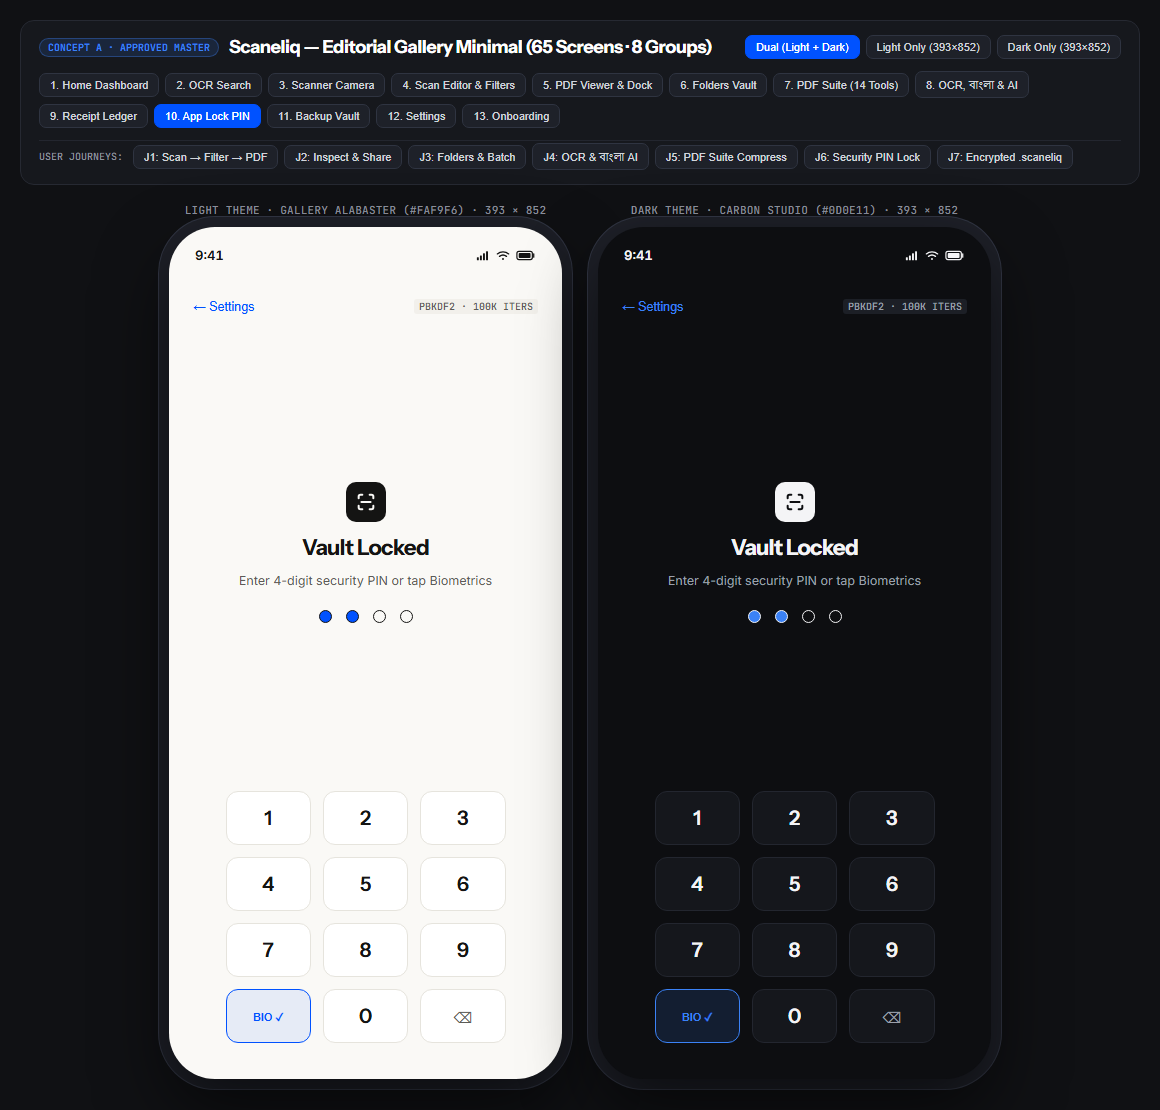 CONCEPT A · APPROVED MASTER
Scaneliq — Editorial Gallery Minimal (65 Screens · 8 Groups)
Dual (Light + Dark)
Light Only (393×852)
Dark Only (393×852)
1. Home Dashboard
2. OCR Search
3. Scanner Camera
4. Scan Editor & Filters
5. PDF Viewer & Dock
6. Folders Vault
7. PDF Suite (14 Tools)
8. OCR, বাংলা & AI
9. Receipt Ledger
10. App Lock PIN
11. Backup Vault
12. Settings
13. Onboarding
USER JOURNEYS:
J1: Scan → Filter → PDF
J2: Inspect & Share
J3: Folders & Batch
J4: OCR & বাংলা AI
J5: PDF Suite Compress
J6: Security PIN Lock
J7: Encrypted .scaneliq
LIGHT THEME · GALLERY ALABASTER (#FAF9F6) · 393 × 852
9:41
← Settings
PBKDF2 · 100K ITERS
Vault Locked
Enter 4-digit security PIN or tap Biometrics
1 2 3
4 5 6
7 8 9
BIO ✓ 0 ⌫
DARK THEME · CARBON STUDIO (#0D0E11) · 393 × 852
9:41
← Settings
PBKDF2 · 100K ITERS
Vault Locked
Enter 4-digit security PIN or tap Biometrics
1 2 3
4 5 6
7 8 9
BIO ✓ 0 ⌫